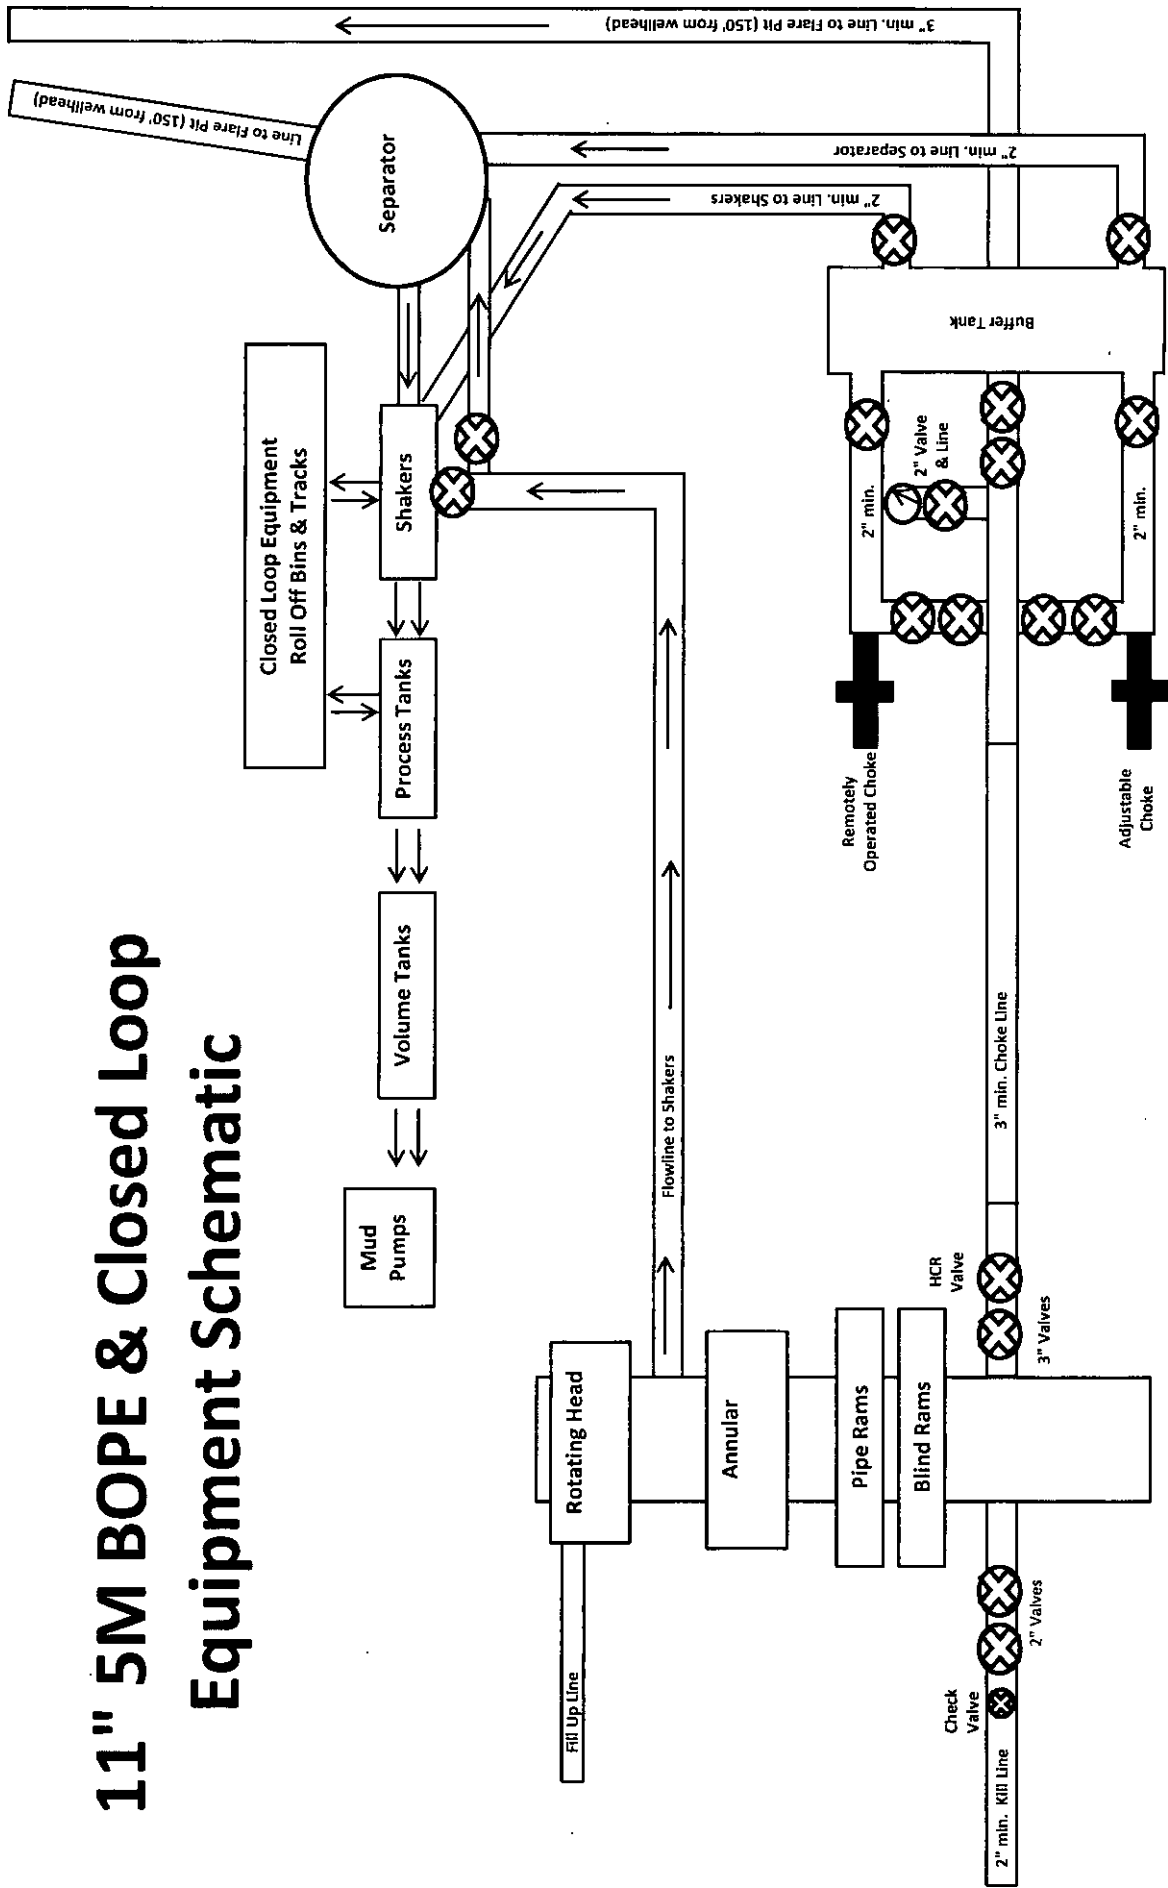 11" 5M BOPE & Closed Loop
Equipment Schematic
Closed Loop Equipment
Roll Off Bins & Tracks
Line to Flare Pit (150' from wellhead)
3" min. Line to Flare Pit (150' from wellhead)
Mud
Pumps
Volume Tanks
Process Tanks
Shakers
Separator
Fill Up Line
Rotating Head
Flowline to Shakers
2" min. Line to Shakers
2" min. Line to Separator
Annular
Pipe Rams
Blind Rams
Remotely
Operated Choke
2" min.
2" Valve
& Line
Buffer Tank
Check
Valve
HCR
Valve
2" min. Kill Line
2" Valves
3" Valves
3" min. Choke Line
Adjustable
Choke
2" min.